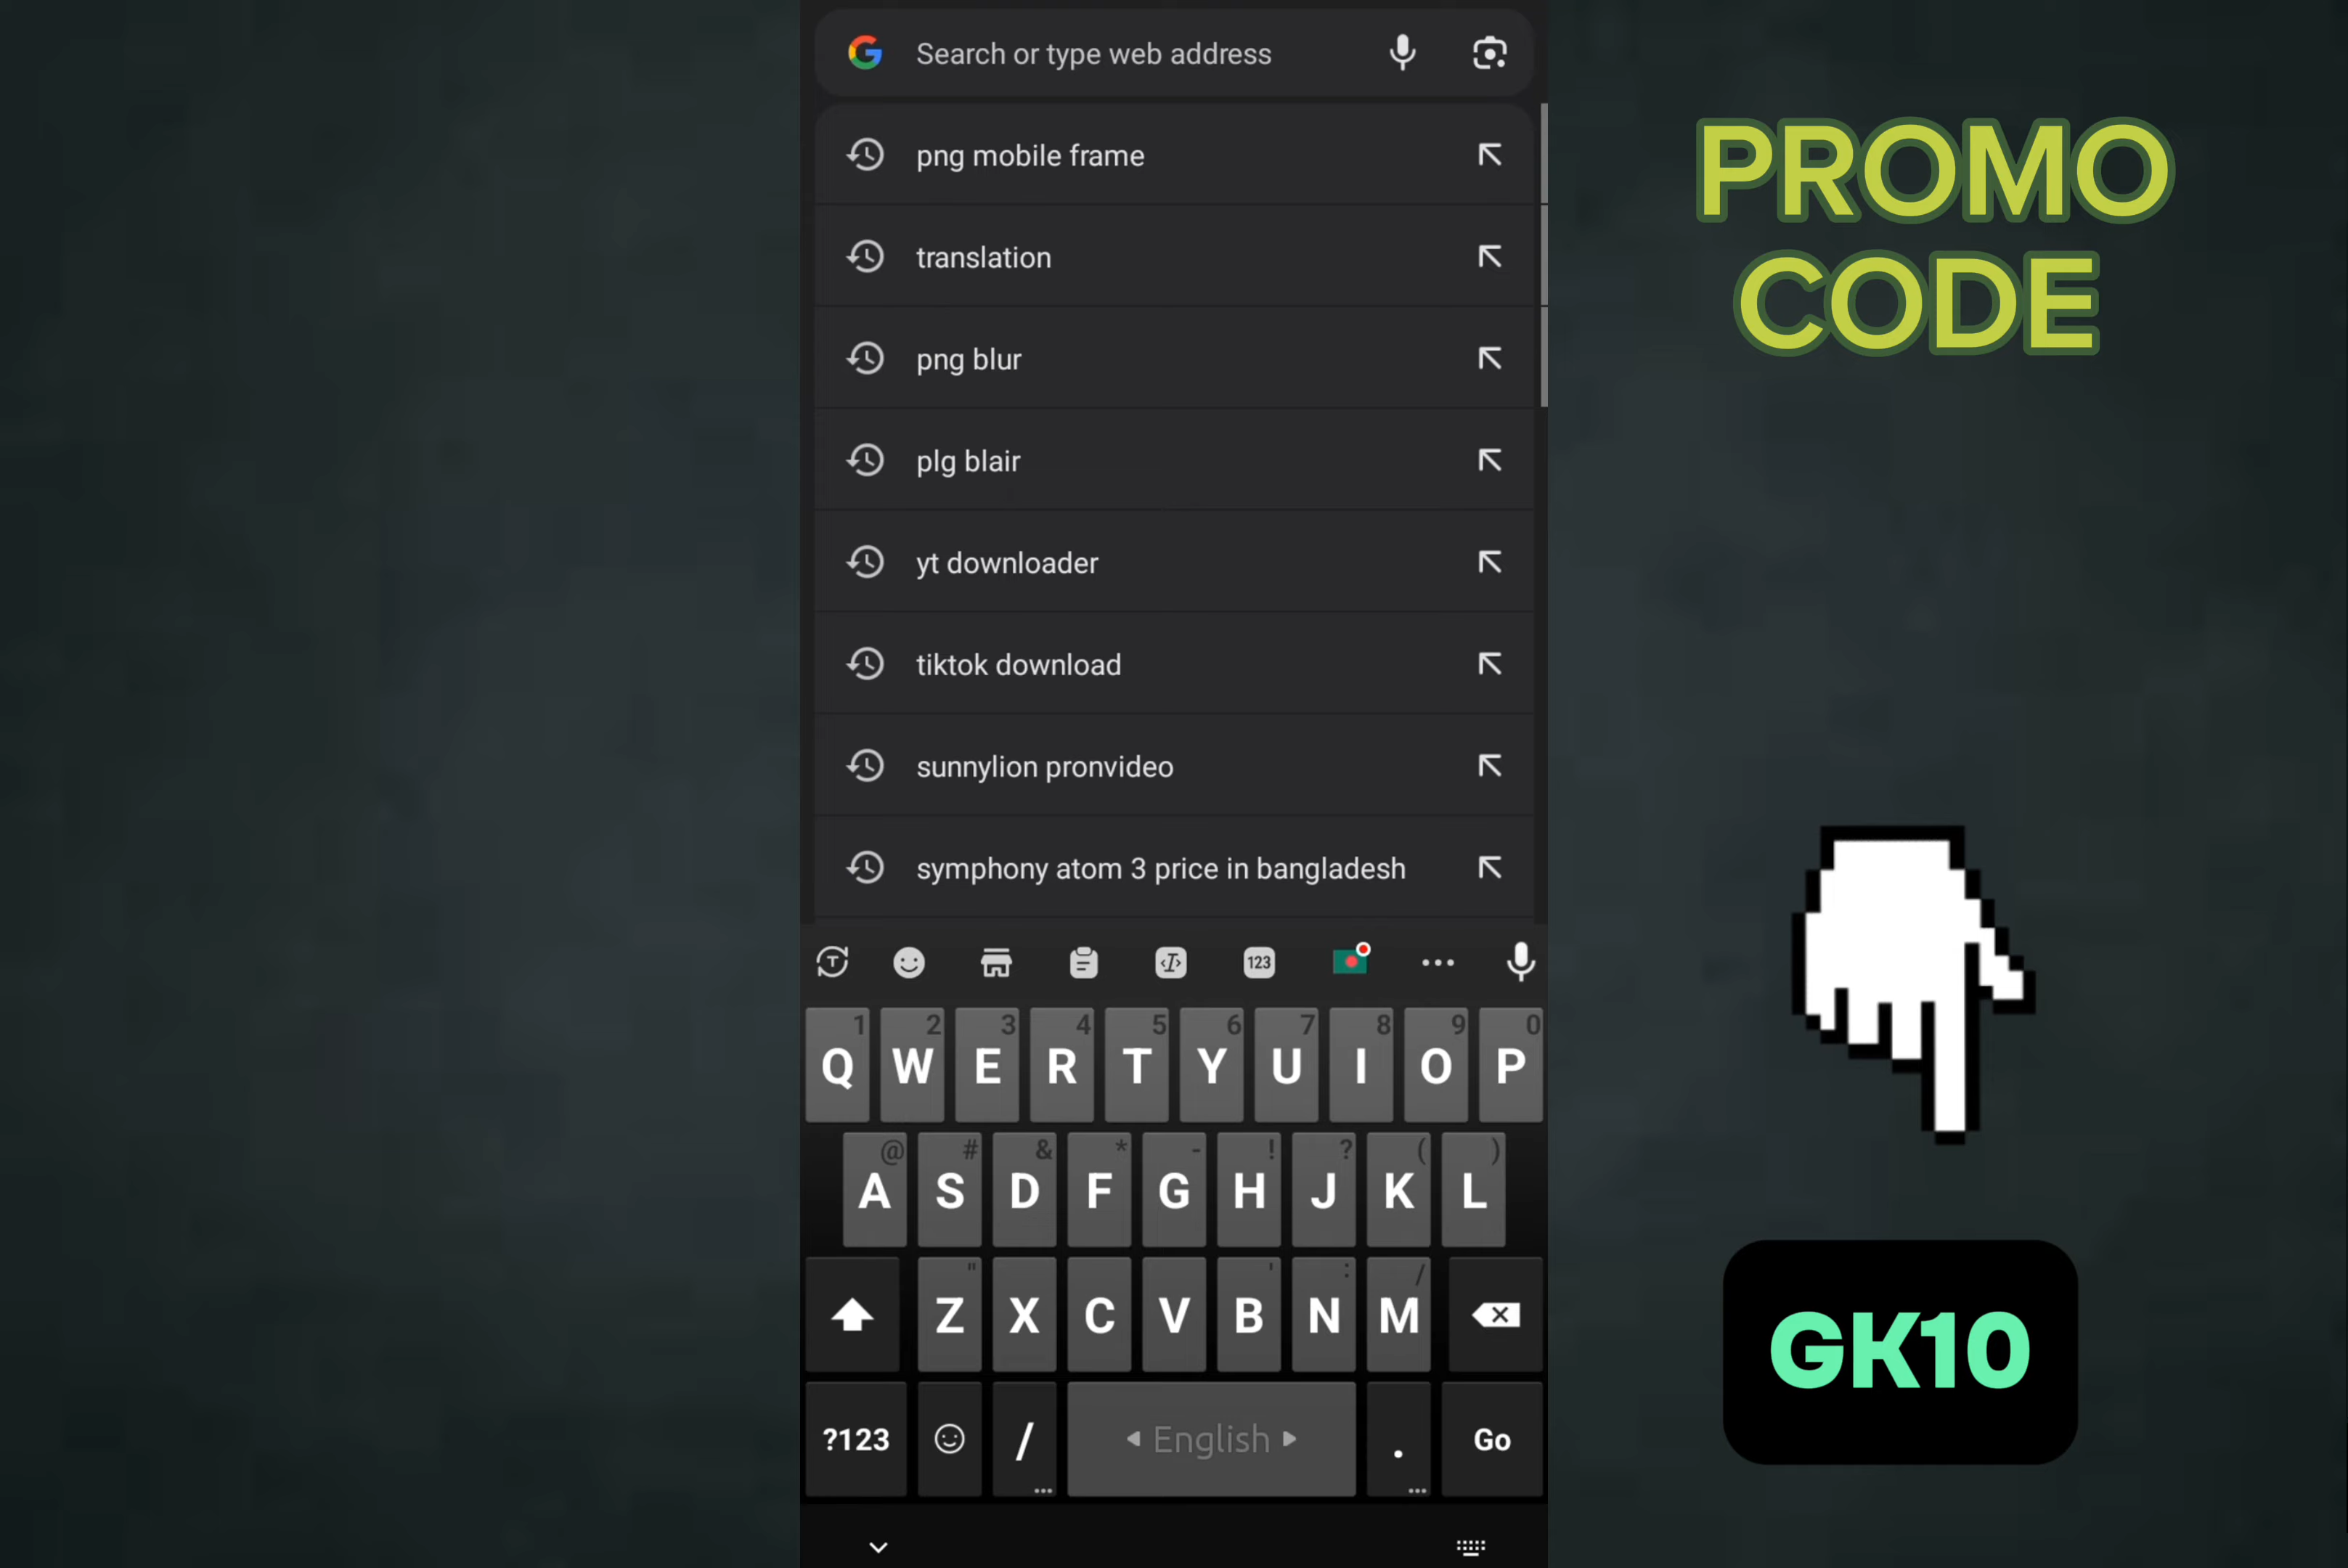 Search or type web address
png mobile frame
translation
png blur
plg blair
yt downloader
tiktok download
sunnylion pronvideo
symphony atom 3 price in bangladesh
123
1 2 3 4 5 6 7 8 9 0
Q W E R T Y U I O P
@ # & * - ! ? ( )
A S D F G H J K L
" ' : /
Z X C V B N M
?123 / English . Go
PROMO
CODE
GK10